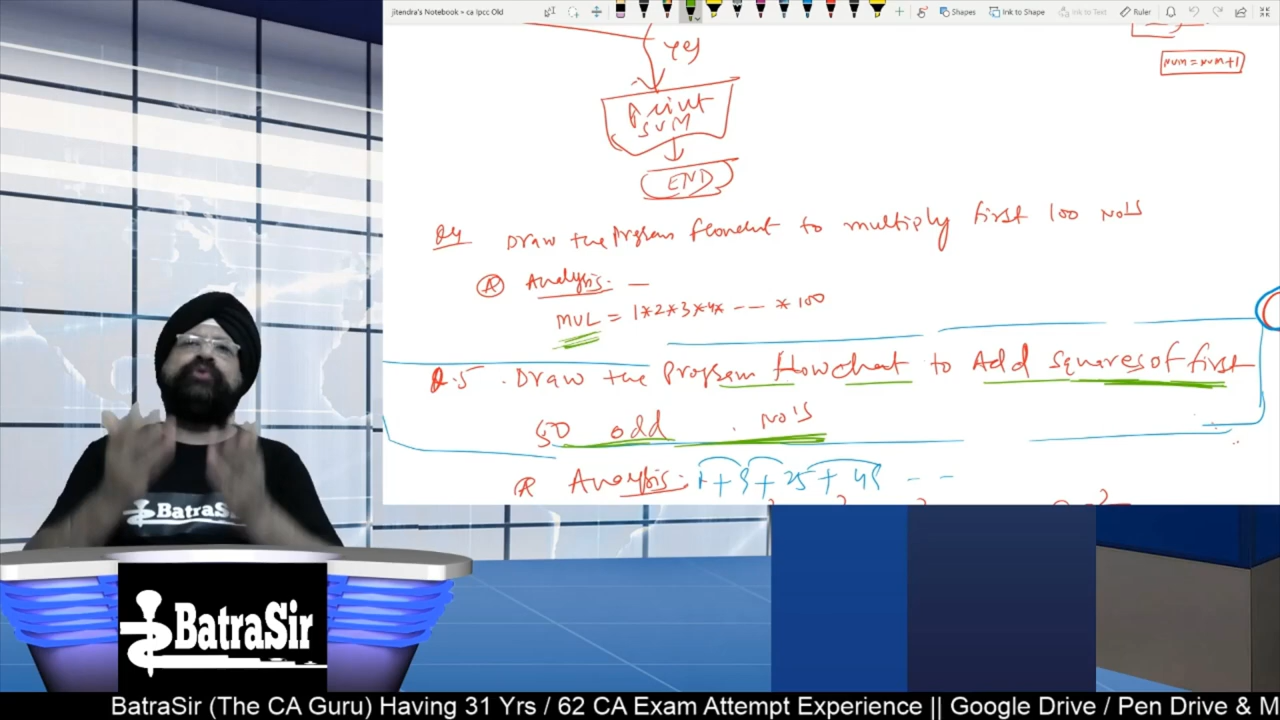 jitendra's Notebook > ca Ipcc Old
Shapes
Ink to Shape
Ink to Text
Ruler
Yes
NUM = NUM+1
Print
SUM
END
Q4 Draw the Program flowchart to multiply first 100 No's
A Analysis: —
MUL = 1*2*3*4* --- * 100
Q.5. Draw the Program flowchart to Add squares of first
50 odd No's
A Analysis: 1+9+25+49 - -
BatraSir
BatraSir
BatraSir (The CA Guru) Having 31 Yrs / 62 CA Exam Attempt Experience || Google Drive / Pen Drive & M